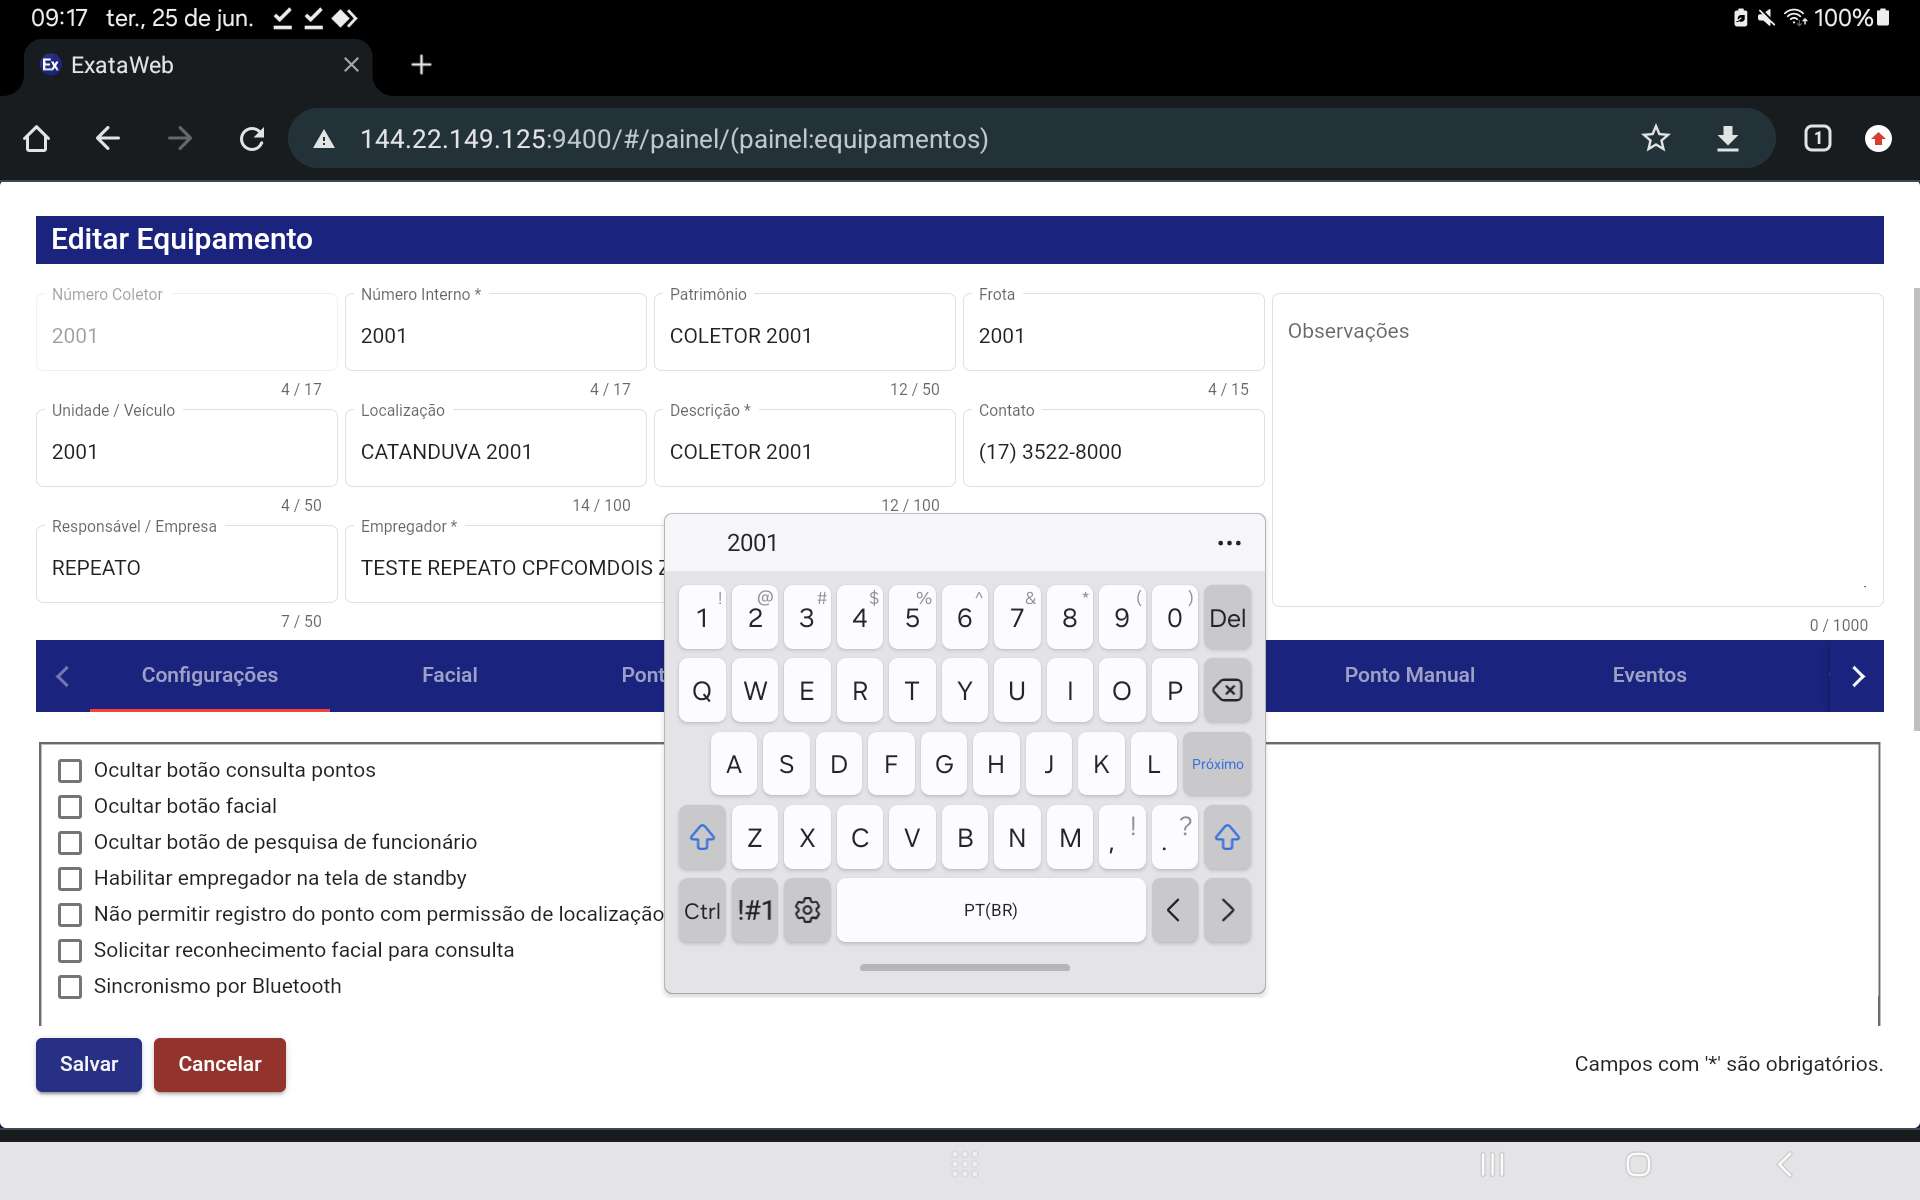 09:17 ter., 25 de jun.
100%
Ex ExataWeb
144.22.149.125:9400/#/painel/(painel:equipamentos)
1
Editar Equipamento
Número Coletor
2001
4 / 17
Número Interno *
2001
4 / 17
Patrimônio
COLETOR 2001
12 / 50
Frota
2001
4 / 15
Observações
0 / 1000
Unidade / Veículo
2001
4 / 50
Localização
CATANDUVA 2001
14 / 100
Descrição *
COLETOR 2001
12 / 100
Contato
(17) 3522-8000
Responsável / Empresa
REPEATO
7 / 50
Empregador *
TESTE REPEATO CPFCOMDOIS
Configurações Facial Pont Ponto Manual Eventos
Ocultar botão consulta pontos
Ocultar botão facial
Ocultar botão de pesquisa de funcionário
Habilitar empregador na tela de standby
Não permitir registro do ponto com permissão de localização
Solicitar reconhecimento facial para consulta
Sincronismo por Bluetooth
Salvar Cancelar
Campos com '*' são obrigatórios.
2001
! @ # $ % ^ & * ( )
1 2 3 4 5 6 7 8 9 0 Del
Q W E R T Y U I O P
A S D F G H J K L Próximo
Z X C V B N M , ! . ?
Ctrl !#1 PT(BR) < >